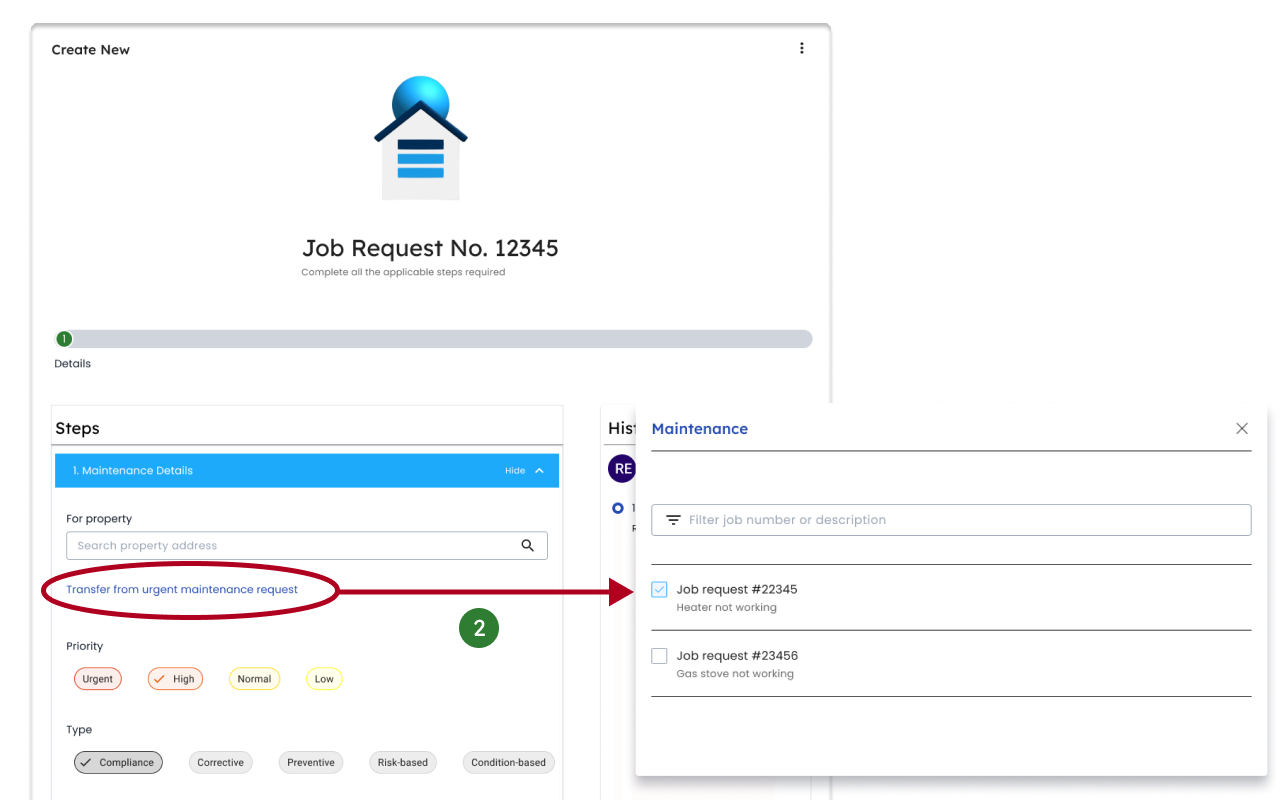 Create New
Job Request No. 12345
Complete all the applicable steps required
1
Details
Steps
1. Maintenance Details
Hide
For property
Search property address
Transfer from urgent maintenance request
2
Priority
Urgent
High
Normal
Low
Type
Compliance
Corrective
Preventive
Risk-based
Condition-based
RE
Maintenance
Filter job number or description
Job request #22345
Heater not working
Job request #23456
Gas stove not working